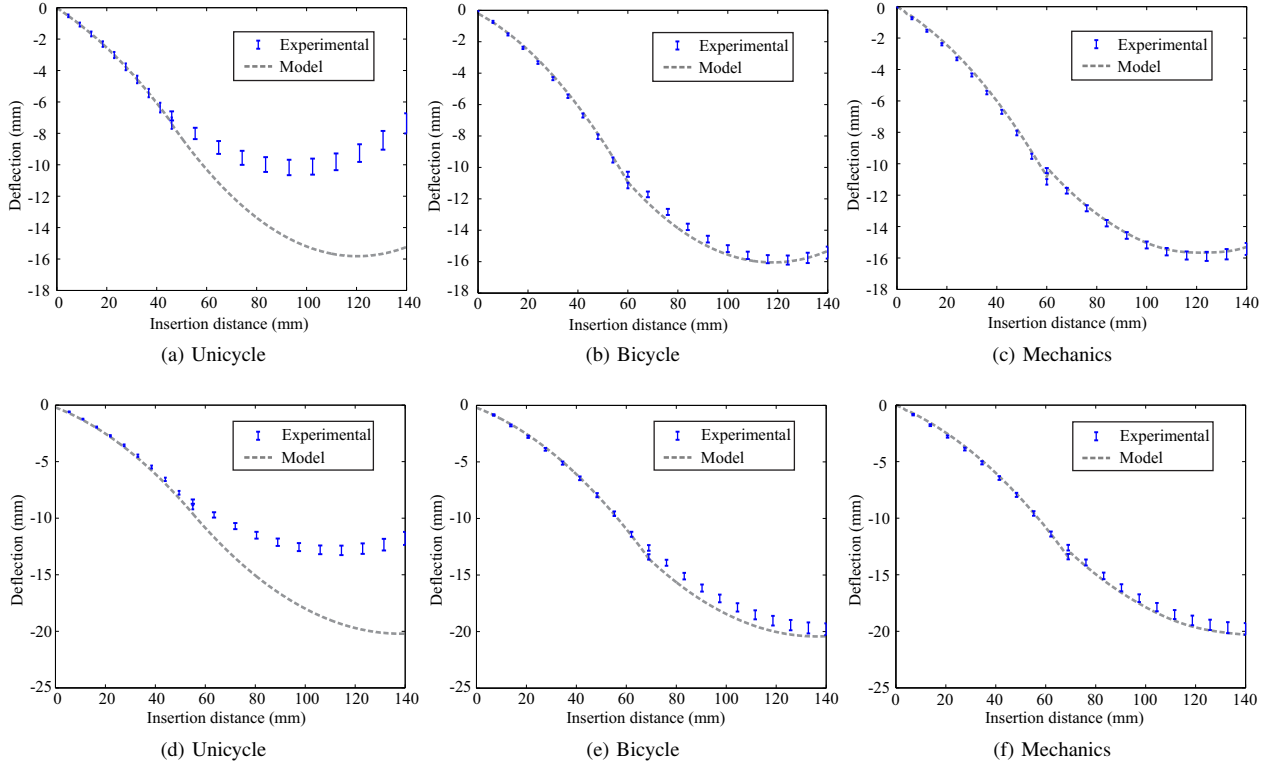 0
-2
-4
-6
-8
-10
-12
-14
-16
-18
Deflection (mm)
0 20 40 60 80 100 120 140
Insertion distance (mm)
Experimental
Model
(a) Unicycle
0
-2
-4
-6
-8
-10
-12
-14
-16
-18
Deflection (mm)
0 20 40 60 80 100 120 140
Insertion distance (mm)
Experimental
Model
(b) Bicycle
0
-2
-4
-6
-8
-10
-12
-14
-16
-18
Deflection (mm)
0 20 40 60 80 100 120 140
Insertion distance (mm)
Experimental
Model
(c) Mechanics
0
-5
-10
-15
-20
-25
Deflection (mm)
0 20 40 60 80 100 120 140
Insertion distance (mm)
Experimental
Model
(d) Unicycle
0
-5
-10
-15
-20
-25
Deflection (mm)
0 20 40 60 80 100 120 140
Insertion distance (mm)
Experimental
Model
(e) Bicycle
0
-5
-10
-15
-20
-25
Deflection (mm)
0 20 40 60 80 100 120 140
Insertion distance (mm)
Experimental
Model
(f) Mechanics